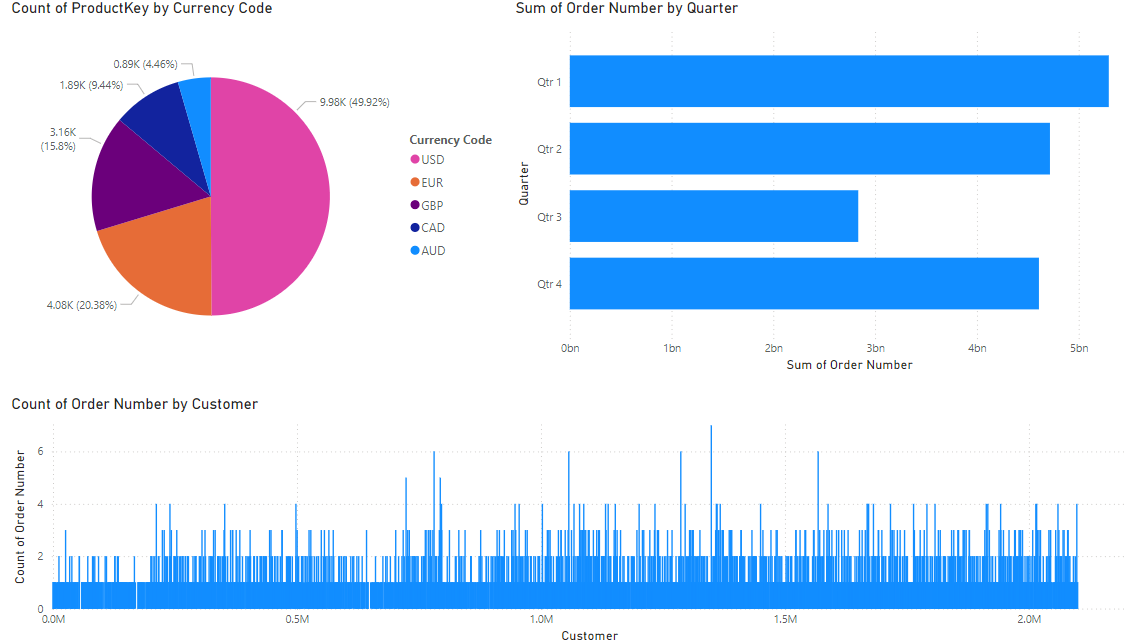 Count of ProductKey by Currency Code
0.89K (4.46%)
1.89K (9.44%)
3.16K
(15.8%)
9.98K (49.92%)
4.08K (20.38%)
Currency Code
USD
EUR
GBP
CAD
AUD
Sum of Order Number by Quarter
Quarter
Qtr 1
Qtr 2
Qtr 3
Qtr 4
0bn 1bn 2bn 3bn 4bn 5bn
Sum of Order Number
Count of Order Number by Customer
Count of Order Number
6
4
2
0
0.0M 0.5M 1.0M 1.5M 2.0M
Customer